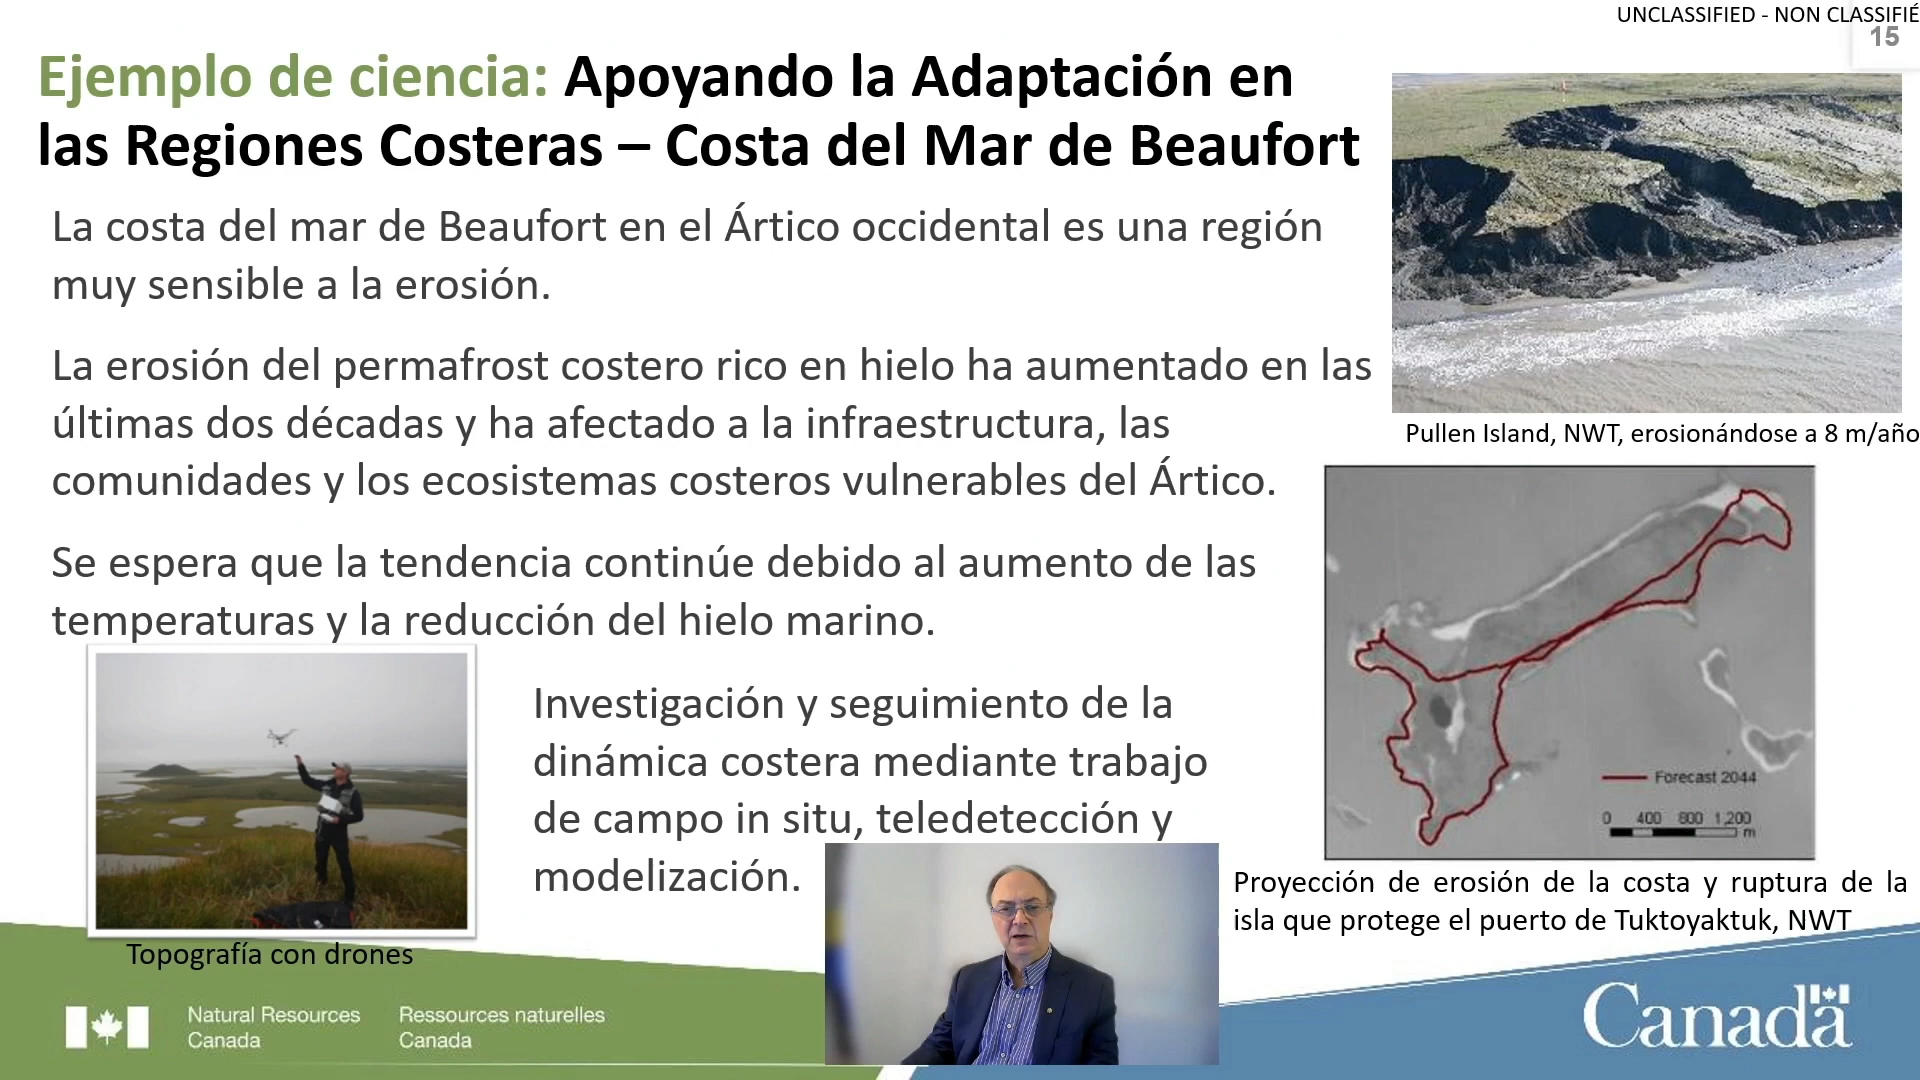 UNCLASSIFIED - NON CLASSIFIÉ
15
Ejemplo de ciencia: Apoyando la Adaptación en
las Regiones Costeras – Costa del Mar de Beaufort
La costa del mar de Beaufort en el Ártico occidental es una región
muy sensible a la erosión.
La erosión del permafrost costero rico en hielo ha aumentado en las
últimas dos décadas y ha afectado a la infraestructura, las
comunidades y los ecosistemas costeros vulnerables del Ártico.
Se espera que la tendencia continúe debido al aumento de las
temperaturas y la reducción del hielo marino.
Investigación y seguimiento de la
dinámica costera mediante trabajo
de campo in situ, teledetección y
modelización.
Pullen Island, NWT, erosionándose a 8 m/año
Forecast 2044
0 400 800 1,200
m
Proyección de erosión de la costa y ruptura de la
isla que protege el puerto de Tuktoyaktuk, NWT
Topografía con drones
Natural Resources
Canada
Ressources naturelles
Canada
Canada